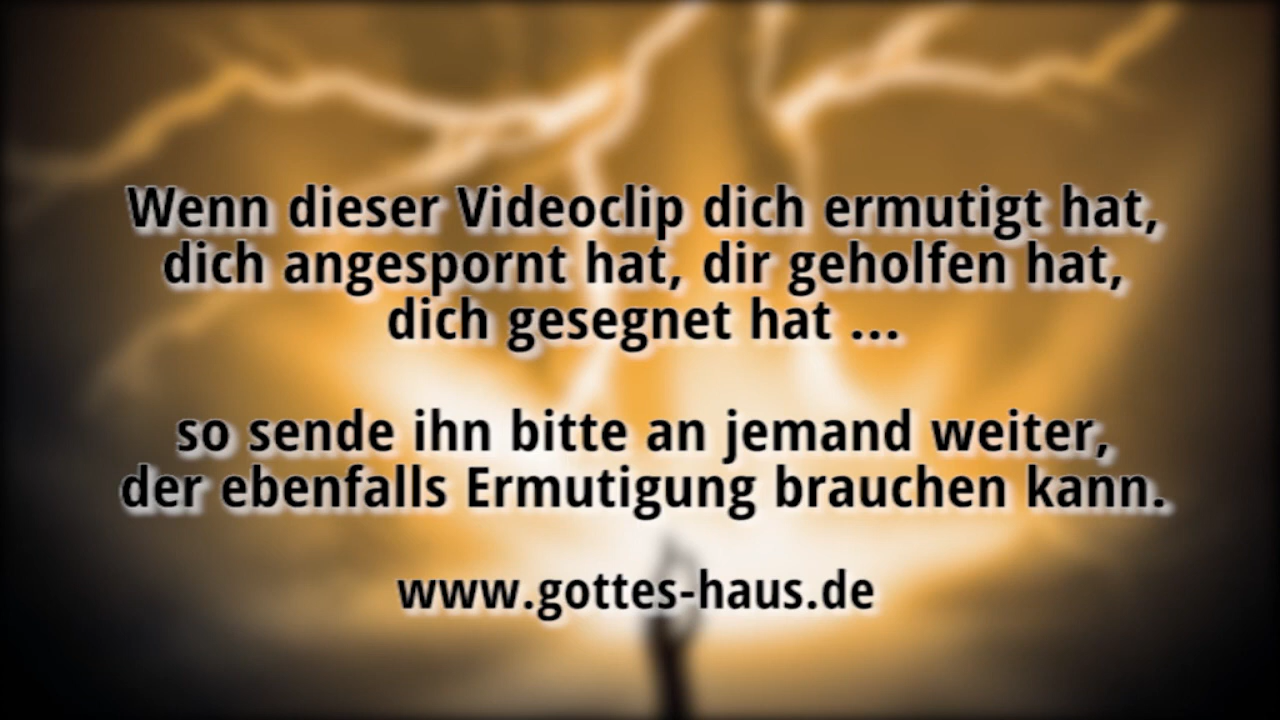 Wenn dieser Videoclip dich ermutigt hat,
dich angespornt hat, dir geholfen hat,
dich gesegnet hat ...
so sende ihn bitte an jemand weiter,
der ebenfalls Ermutigung brauchen kann.
www.gottes-haus.de